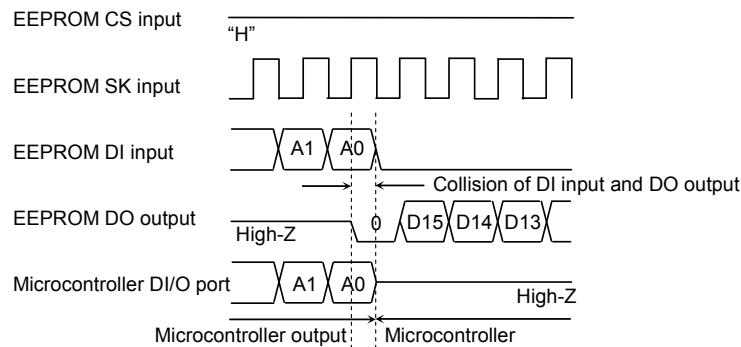 EEPROM CS input
“H”
EEPROM SK input
EEPROM DI input
A1 A0
Collision of DI input and DO output
EEPROM DO output
High-Z
0 D15 D14 D13
Microcontroller DI/O port
A1 A0
High-Z
Microcontroller output Microcontroller